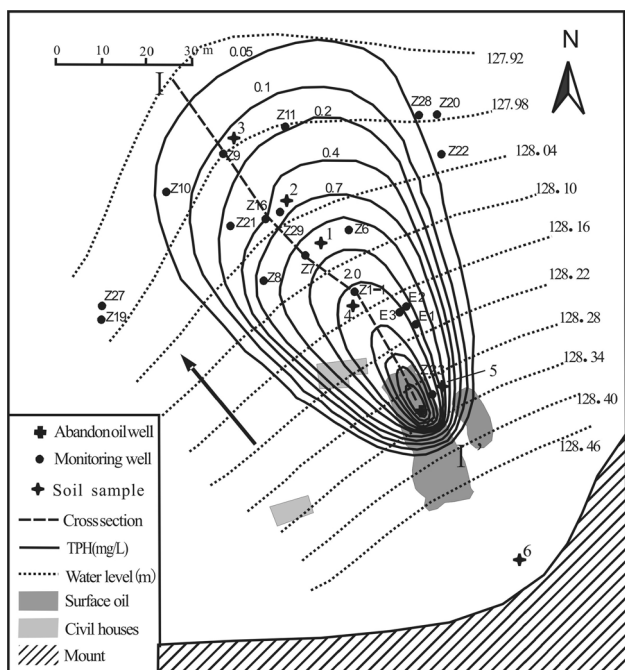 0 10 20 30 m
0.05
N
127.92
I
0.1
Z28 Z20
127.98
0.2
Z11
3
Z9
Z22
128.04
0.4
Z10
2
128.10
Z16
0.7
Z21
Z29
1
Z6
128.16
Z7
Z8
2.0
Z1-1
128.22
Z27
E2
4
E3
E1
Z19
128.28
5
128.34
128.40
I’
128.46
6
Abandon oil well
Monitoring well
Soil sample
Cross section
TPH(mg/L)
Water level (m)
Surface oil
Civil houses
Mount